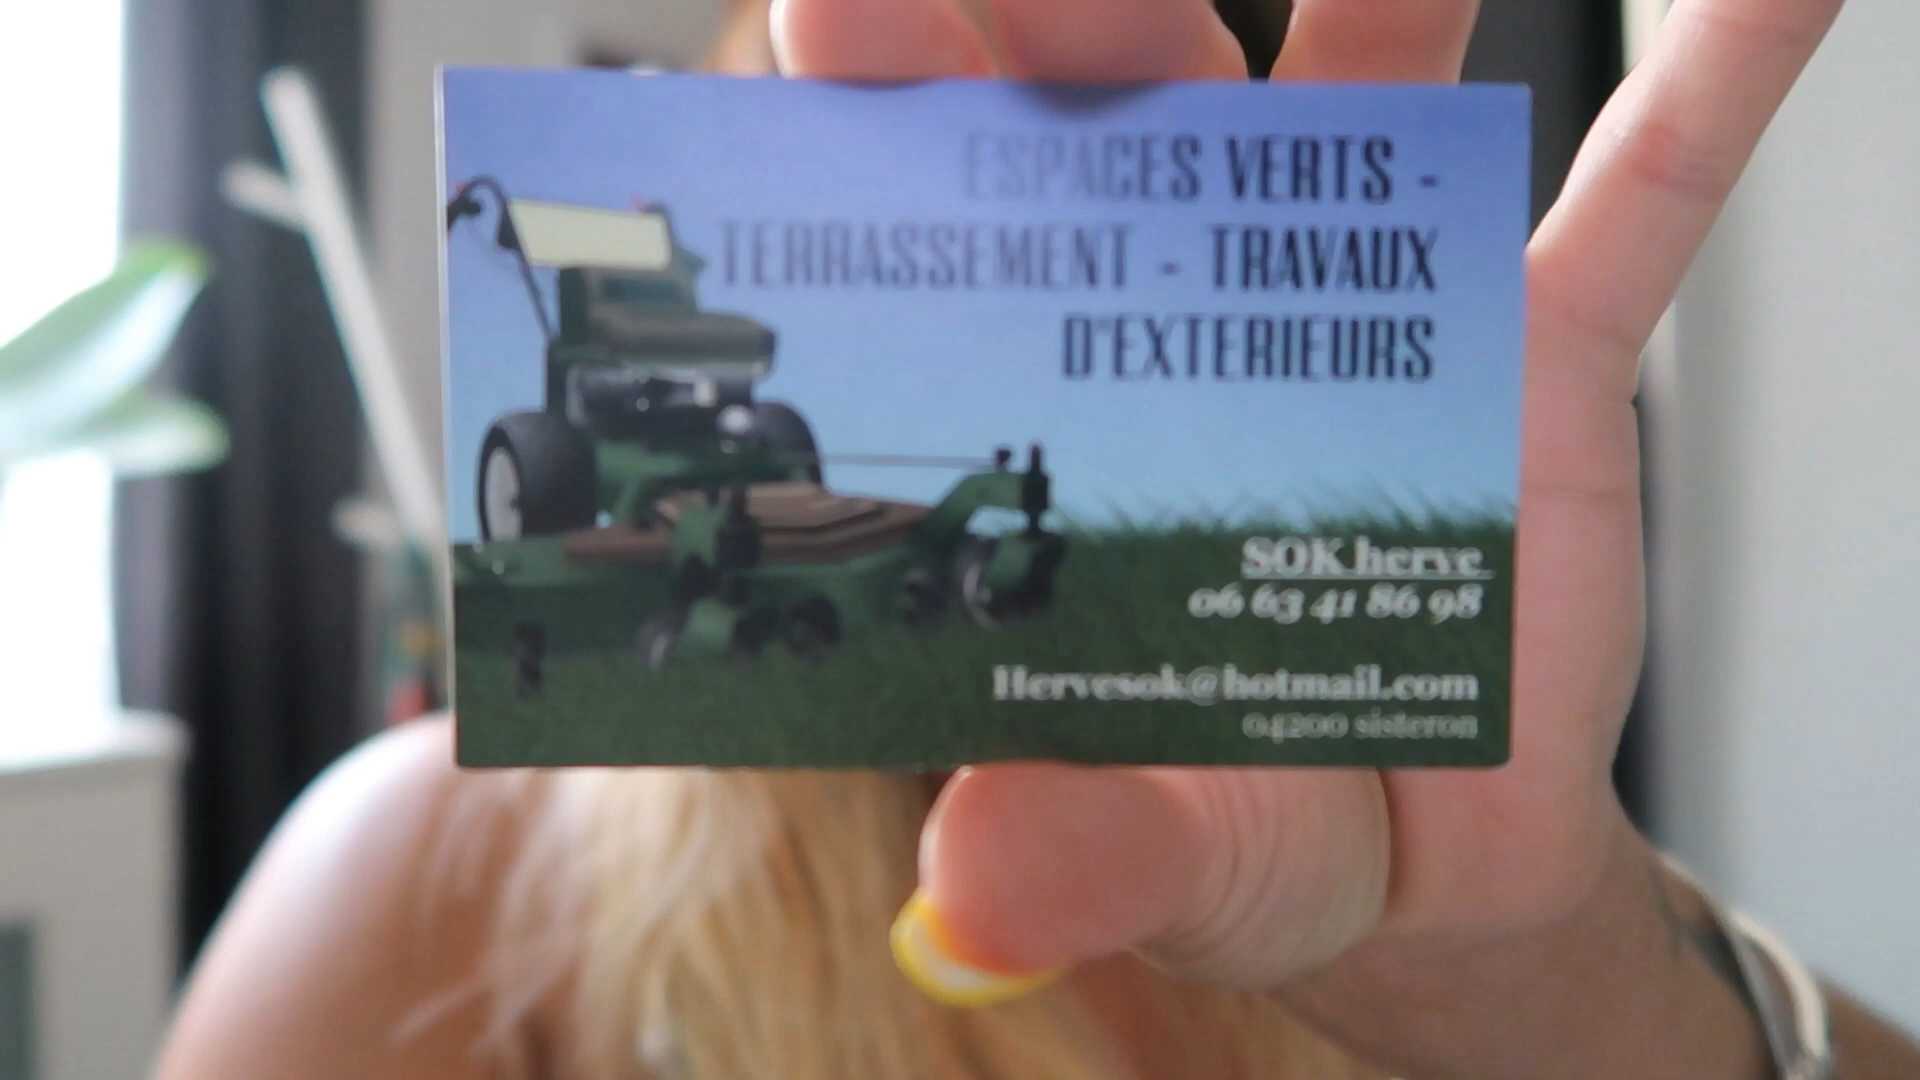 ESPACES VERTS -
TERRASSEMENT - TRAVAUX
D'EXTERIEURS
SOK herve
06 63 41 86 98
Hervesok@hotmail.com
04200 sisteron